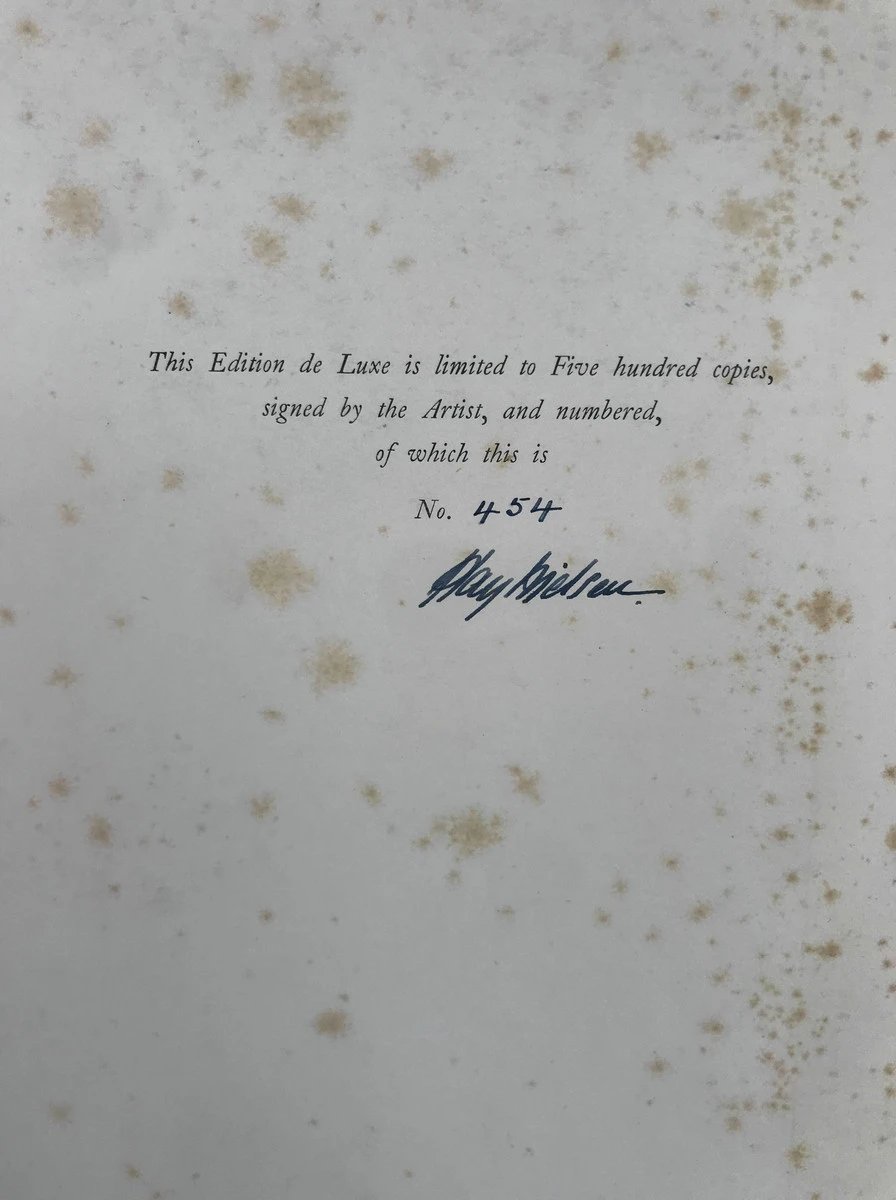 This Edition de Luxe is limited to Five hundred copies,
signed by the Artist, and numbered,
of which this is
No. 454
Kay Nielsen.